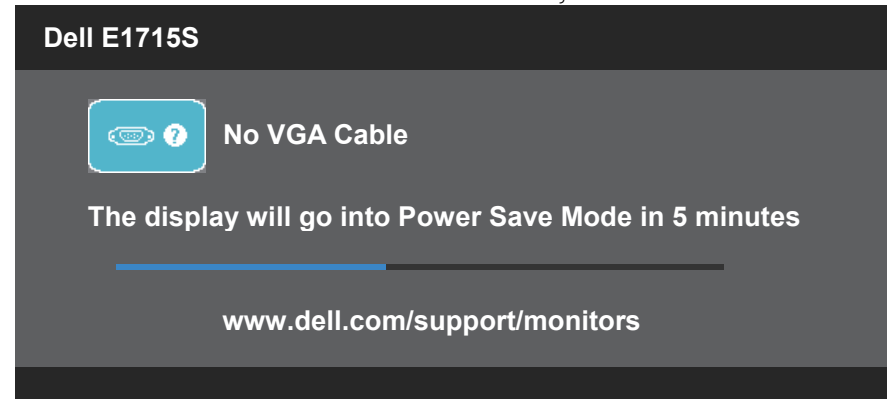 Dell E1715S
No VGA Cable
The display will go into Power Save Mode in 5 minutes
www.dell.com/support/monitors